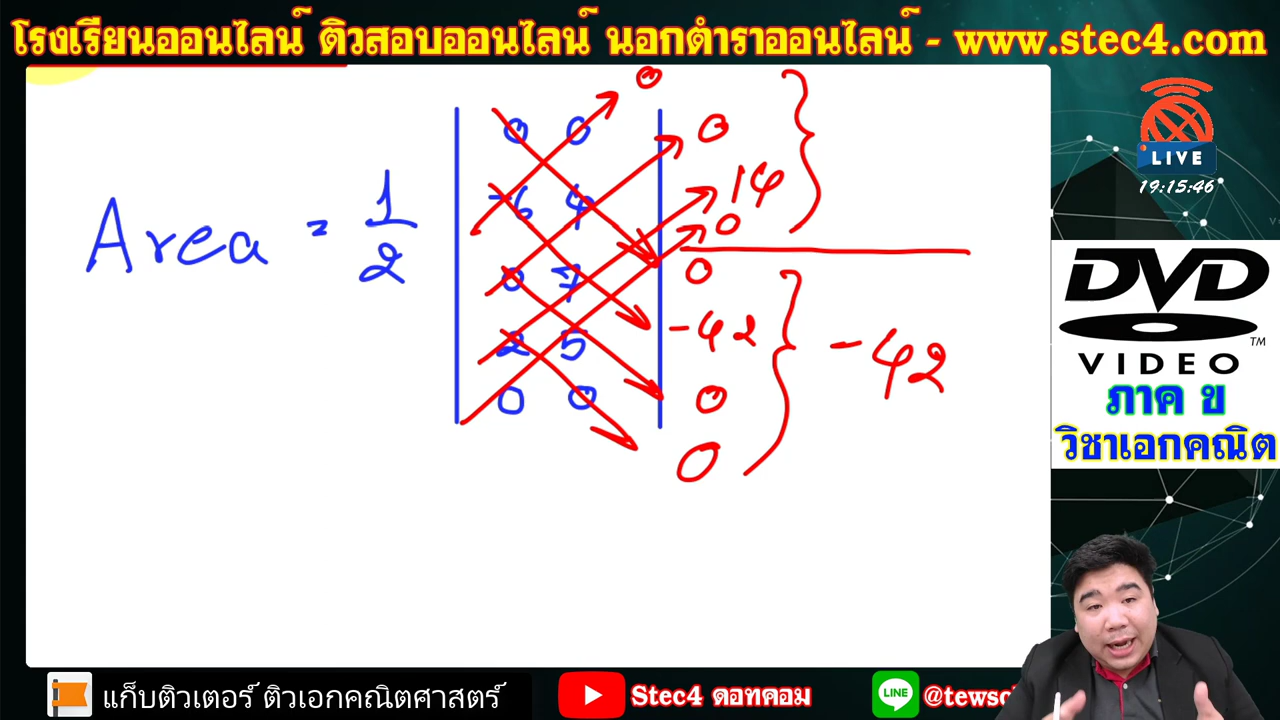 โรงเรียนออนไลน์ ติวสอบออนไลน์ นอกตำราออนไลน์ - www.stec4.com
LIVE
19:15:46
0
0 0
0
-6 4
14
0
Area = 1/2
0 7
0
-42
-42
2 5
0 0
0
0
DVD
TM
VIDEO
ภาค ข
วิชาเอกคณิต
แก็บติวเตอร์ ติวเอกคณิตศาสตร์
Stec4 ดอทคอม
LINE